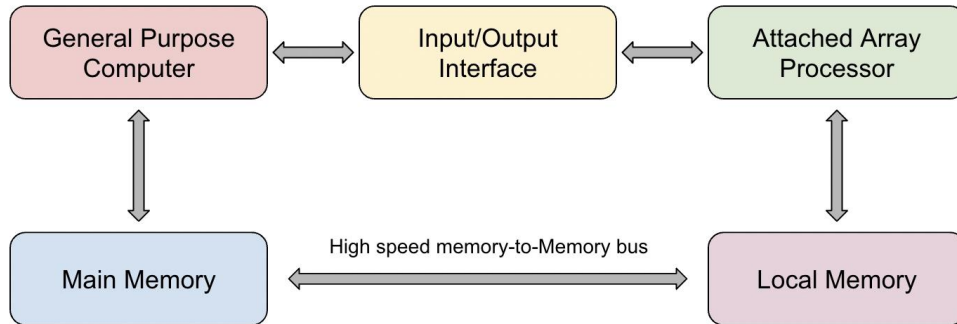 General Purpose
Computer
Input/Output
Interface
Attached Array
Processor
High speed memory-to-Memory bus
Main Memory
Local Memory